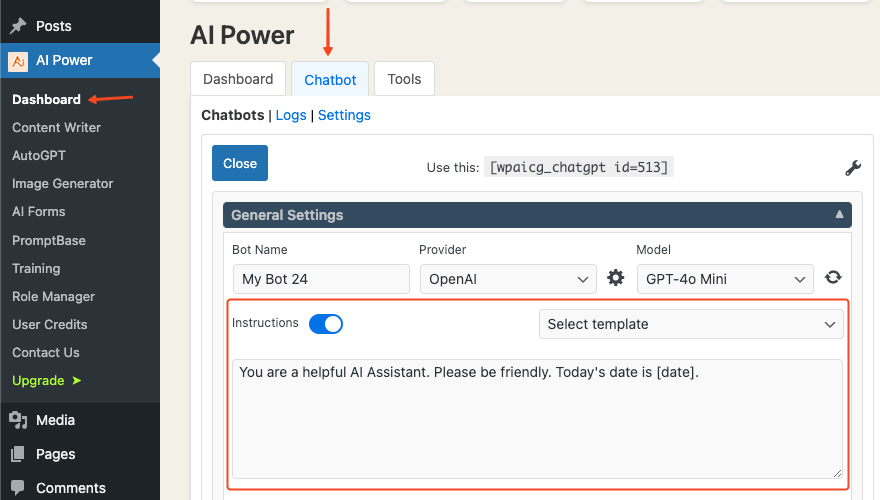 Posts
AI Power
Dashboard
Content Writer
AutoGPT
Image Generator
AI Forms
PromptBase
Training
Role Manager
User Credits
Contact Us
Upgrade ➤
Media
Pages
Comments
AI Power
Dashboard Chatbot Tools
Chatbots | Logs | Settings
Close Use this: [wpaicg_chatgpt id=513]
General Settings
Bot Name Provider Model
My Bot 24 OpenAI GPT-4o Mini
Instructions Select template
You are a helpful AI Assistant. Please be friendly. Today's date is [date].